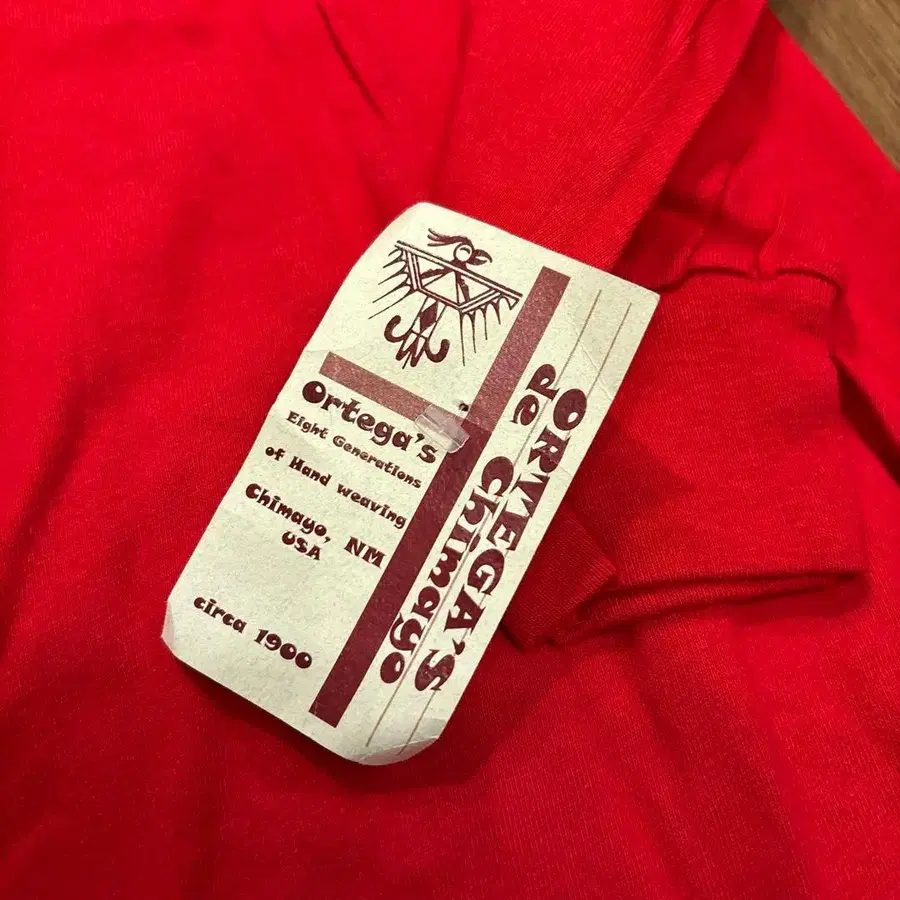 Ortega's
Eight Generations
of Hand weaving
Chimayo, NM
USA
circa 1900
ORTEGA'S
de Chimayo